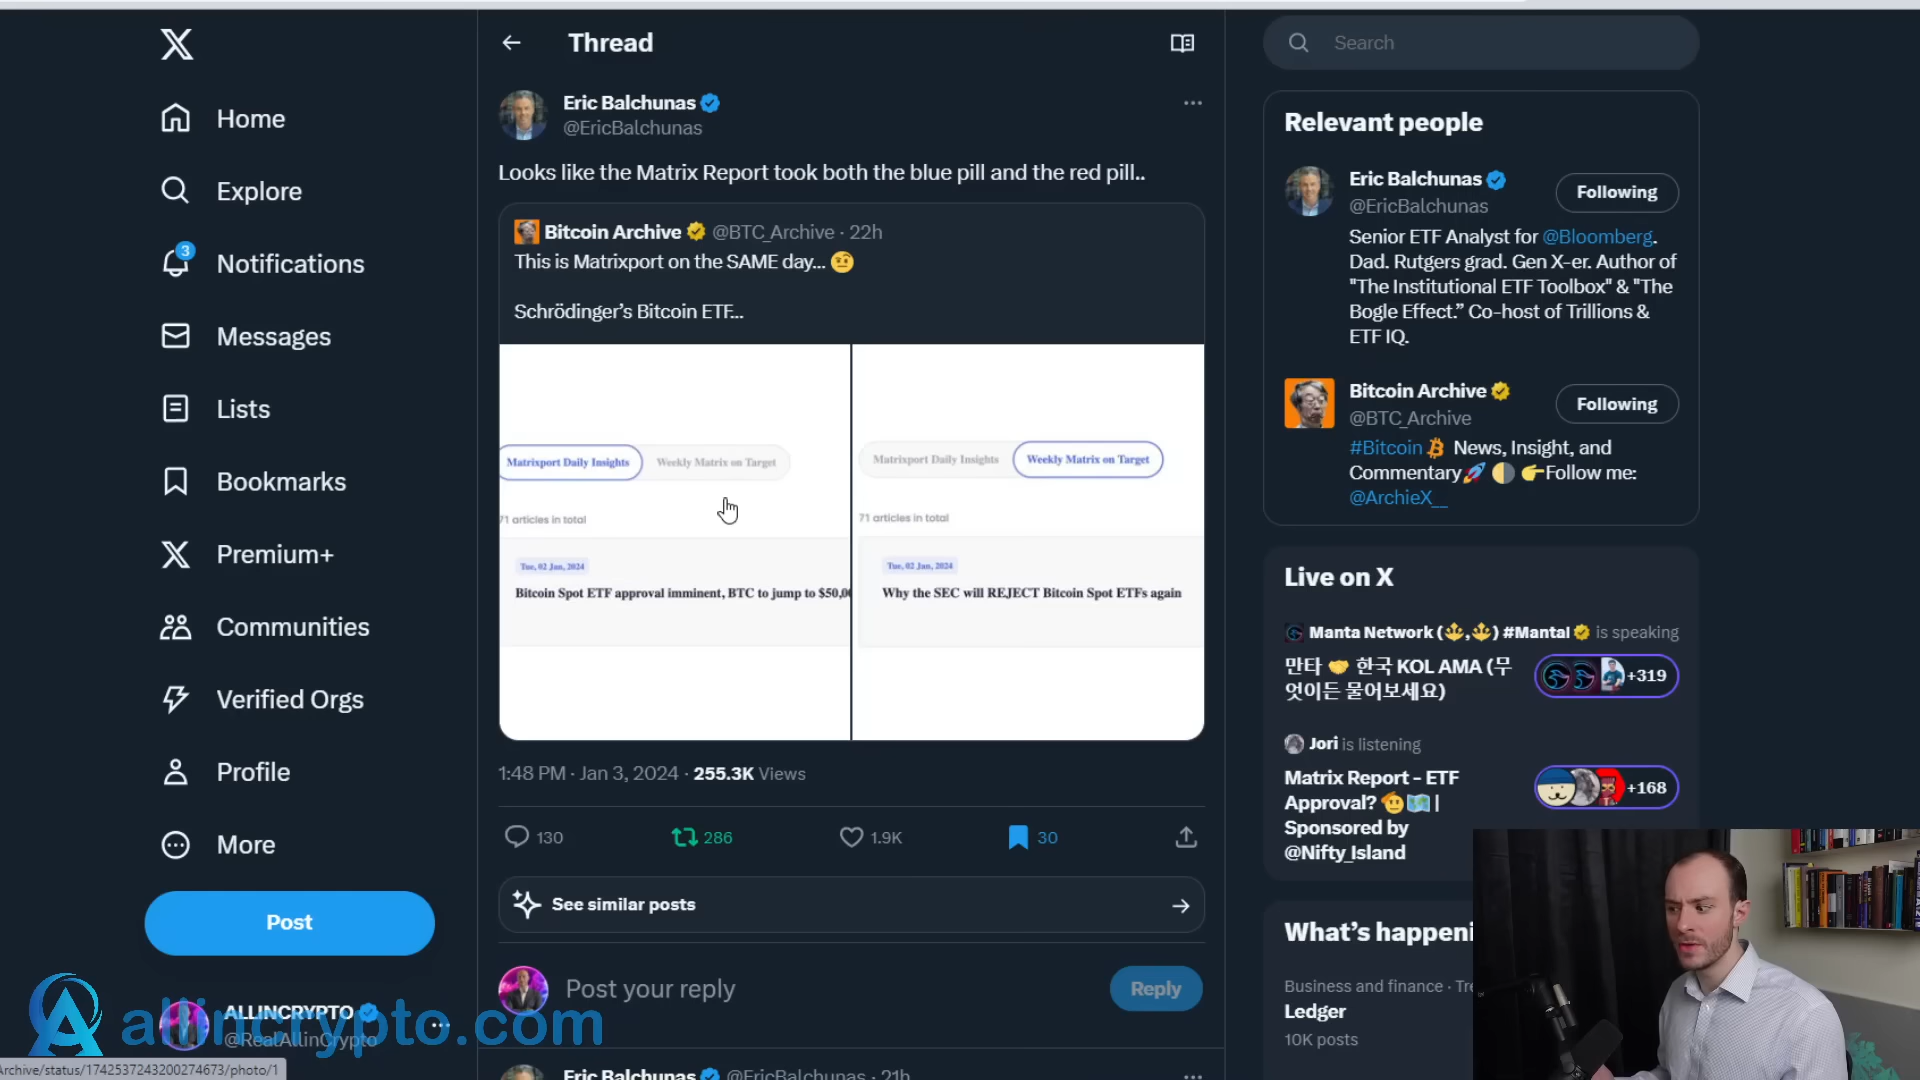 Home
Explore
3
Notifications
Messages
Lists
Bookmarks
Premium+
Communities
Verified Orgs
Profile
More
Post
ALLINCRYPTO
@RealAllinCrypto
allincrypto.com
Archive/status/1742537243200274673/photo/1
Thread
Eric Balchunas
@EricBalchunas
Looks like the Matrix Report took both the blue pill and the red pill..
Bitcoin Archive @BTC_Archive · 22h
This is Matrixport on the SAME day... 🤨
Schrödinger's Bitcoin ETF...
Matrixport Daily Insights Weekly Matrix on Target
71 articles in total
Tue, 02 Jan, 2024
Bitcoin Spot ETF approval imminent, BTC to jump to $50,0
Matrixport Daily Insights Weekly Matrix on Target
71 articles in total
Tue, 02 Jan, 2024
Why the SEC will REJECT Bitcoin Spot ETFs again
1:48 PM · Jan 3, 2024 · 255.3K Views
130 286 1.9K 30
See similar posts
Post your reply
Reply
Eric Balchunas @EricBalchunas · 21h
Search
Relevant people
Eric Balchunas
@EricBalchunas
Following
Senior ETF Analyst for @Bloomberg.
Dad. Rutgers grad. Gen X-er. Author of
"The Institutional ETF Toolbox" & "The
Bogle Effect." Co-host of Trillions &
ETF IQ.
Bitcoin Archive
@BTC_Archive
Following
#Bitcoin News, Insight, and
Commentary🚀 🌗 👉Follow me:
@ArchieX__
Live on X
Manta Network (🔱,🔱) #MantaI is speaking
만타 🤝 한국 KOL AMA (무
엇이든 물어보세요)
+319
Jori is listening
Matrix Report - ETF
Approval? 🫡🗺️ |
Sponsored by
@Nifty_Island
+168
What's happeni
Business and finance · Tre
Ledger
10K posts